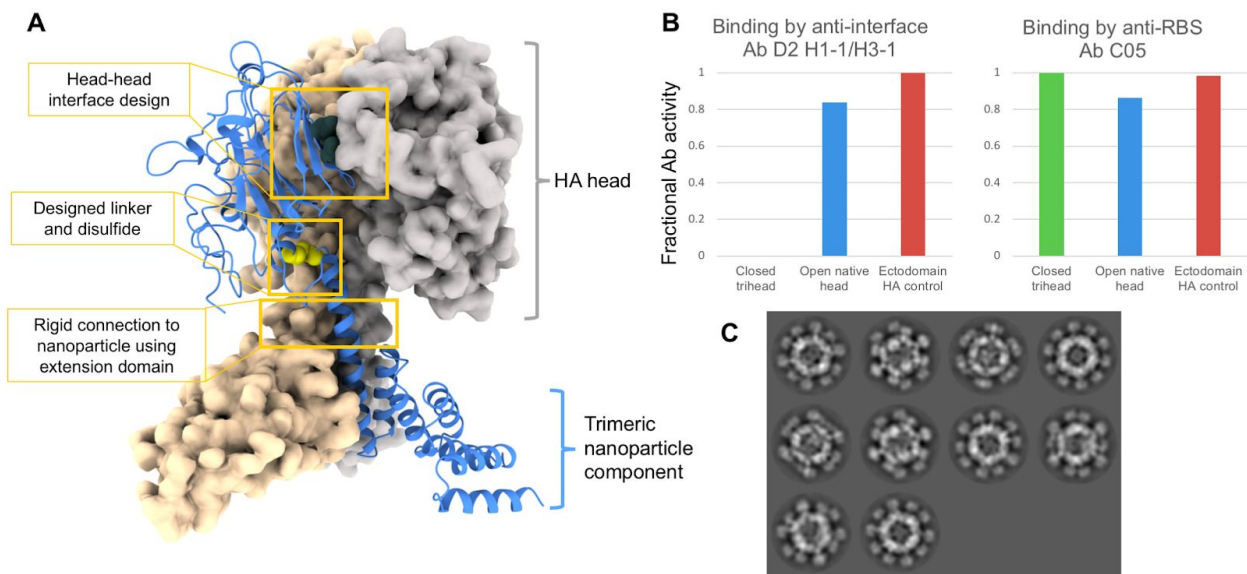 A
Head-head
interface design
Designed linker
and disulfide
Rigid connection to
nanoparticle using
extension domain
HA head
Trimeric
nanoparticle
component
B
Binding by anti-interface
Ab D2 H1-1/H3-1
Fractional Ab activity
1
0.8
0.6
0.4
0.2
0
Closed
trihead
Open native
head
Ectodomain
HA control
Binding by anti-RBS
Ab C05
1
0.8
0.6
0.4
0.2
0
Closed
trihead
Open native
head
Ectodomain
HA control
C